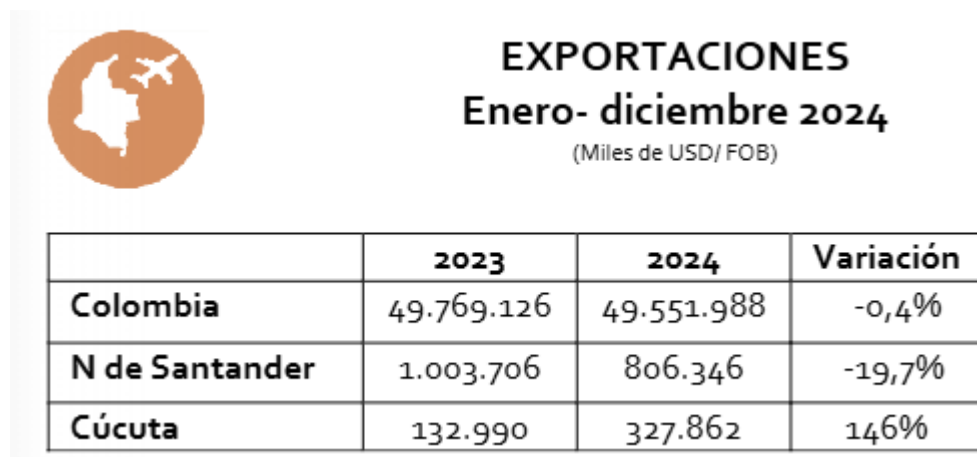 EXPORTACIONES
Enero- diciembre 2024
(Miles de USD/ FOB)
2023 2024 Variación
Colombia 49.769.126 49.551.988 -0,4%
N de Santander 1.003.706 806.346 -19,7%
Cúcuta 132.990 327.862 146%